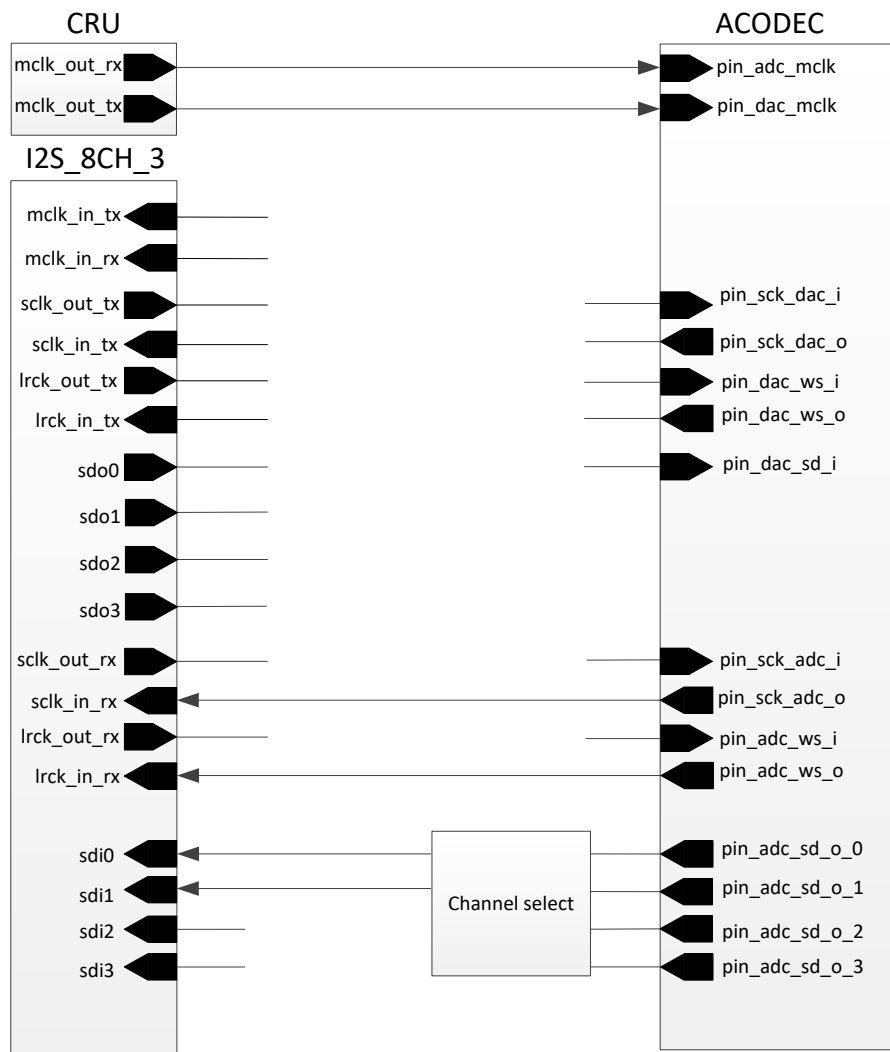 CRU
mclk_out_rx
mclk_out_tx
I2S_8CH_3
mclk_in_tx
mclk_in_rx
sclk_out_tx
sclk_in_tx
lrck_out_tx
lrck_in_tx
sdo0
sdo1
sdo2
sdo3
sclk_out_rx
sclk_in_rx
lrck_out_rx
lrck_in_rx
sdi0
sdi1
sdi2
sdi3
Channel select
ACODEC
pin_adc_mclk
pin_dac_mclk
pin_sck_dac_i
pin_sck_dac_o
pin_dac_ws_i
pin_dac_ws_o
pin_dac_sd_i
pin_sck_adc_i
pin_sck_adc_o
pin_adc_ws_i
pin_adc_ws_o
pin_adc_sd_o_0
pin_adc_sd_o_1
pin_adc_sd_o_2
pin_adc_sd_o_3